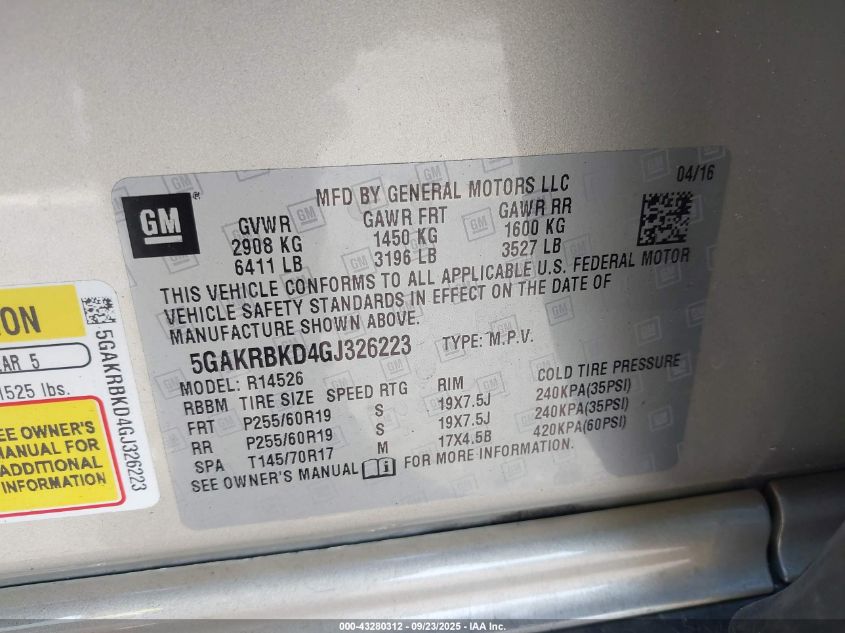 04/16
GM ®
MFD BY GENERAL MOTORS LLC
GVWR GAWR FRT GAWR RR
2908 KG 1450 KG 1600 KG
6411 LB 3196 LB 3527 LB
THIS VEHICLE CONFORMS TO ALL APPLICABLE U.S. FEDERAL MOTOR
VEHICLE SAFETY STANDARDS IN EFFECT ON THE DATE OF
MANUFACTURE SHOWN ABOVE.
5GAKRBKD4GJ326223 TYPE: M.P.V.
MODEL: R14526
RBBM TIRE SIZE SPEED RTG RIM COLD TIRE PRESSURE
FRT P255/60R19 S 19X7.5J 240KPA(35PSI)
RR P255/60R19 S 19X7.5J 240KPA(35PSI)
SPA T145/70R17 M 17X4.5B 420KPA(60PSI)
SEE OWNER'S MANUAL FOR MORE INFORMATION.
ION
AR 5
1525 lbs.
EE OWNER'S
MANUAL FOR
ADDITIONAL
INFORMATION
5GAKRBKD4GJ326223
000-43280312 - 09/23/2025 - IAA Inc.